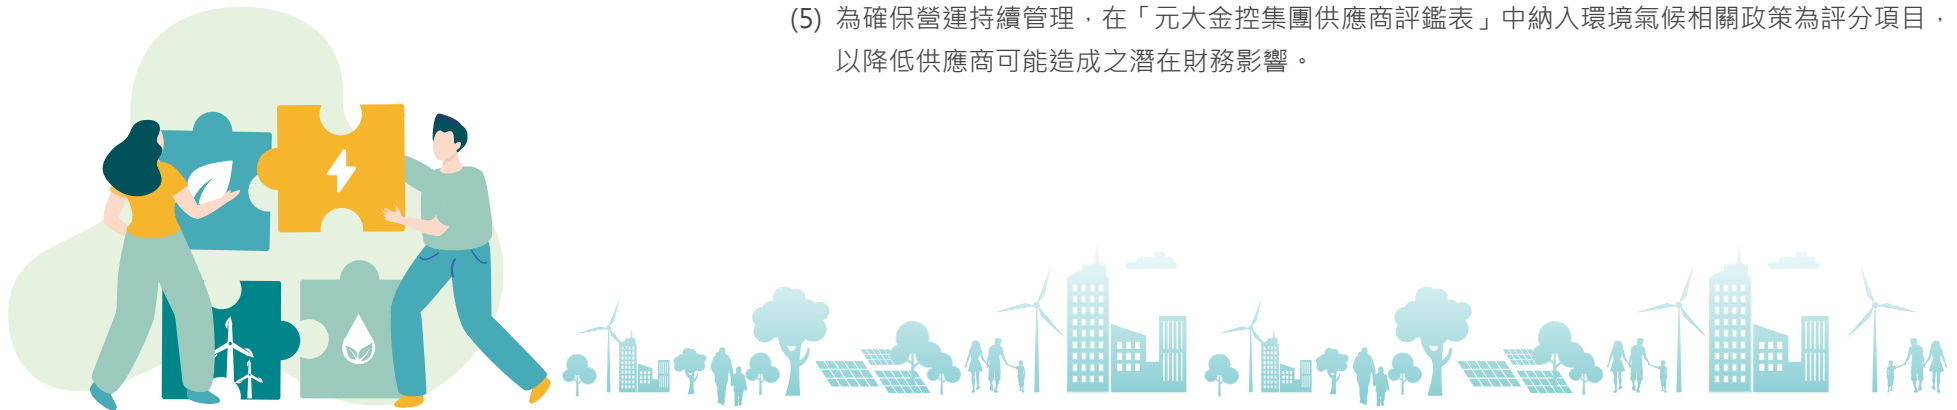 (5) 為確保營運持續管理，在「元大金控集團供應商評鑑表」中納入環境氣候相關政策為評分項目，
以降低供應商可能造成之潛在財務影響。